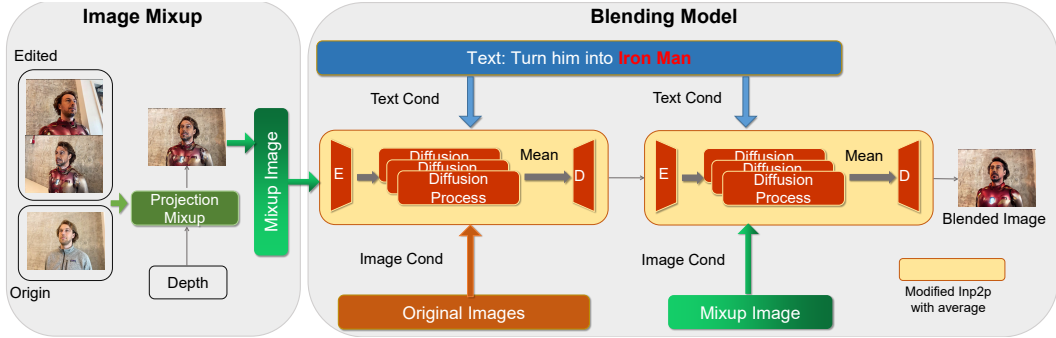 Image Mixup
Edited
Origin
Projection
Mixup
Depth
Mixup Image
Blending Model
Text: Turn him into Iron Man
Text Cond
Text Cond
E
Diffusion
Diffusion
Diffusion
Process
Mean
D
E
Diffusion
Diffusion
Diffusion
Process
Mean
D
Blended Image
Image Cond
Image Cond
Original Images
Mixup Image
Modified Inp2p
with average